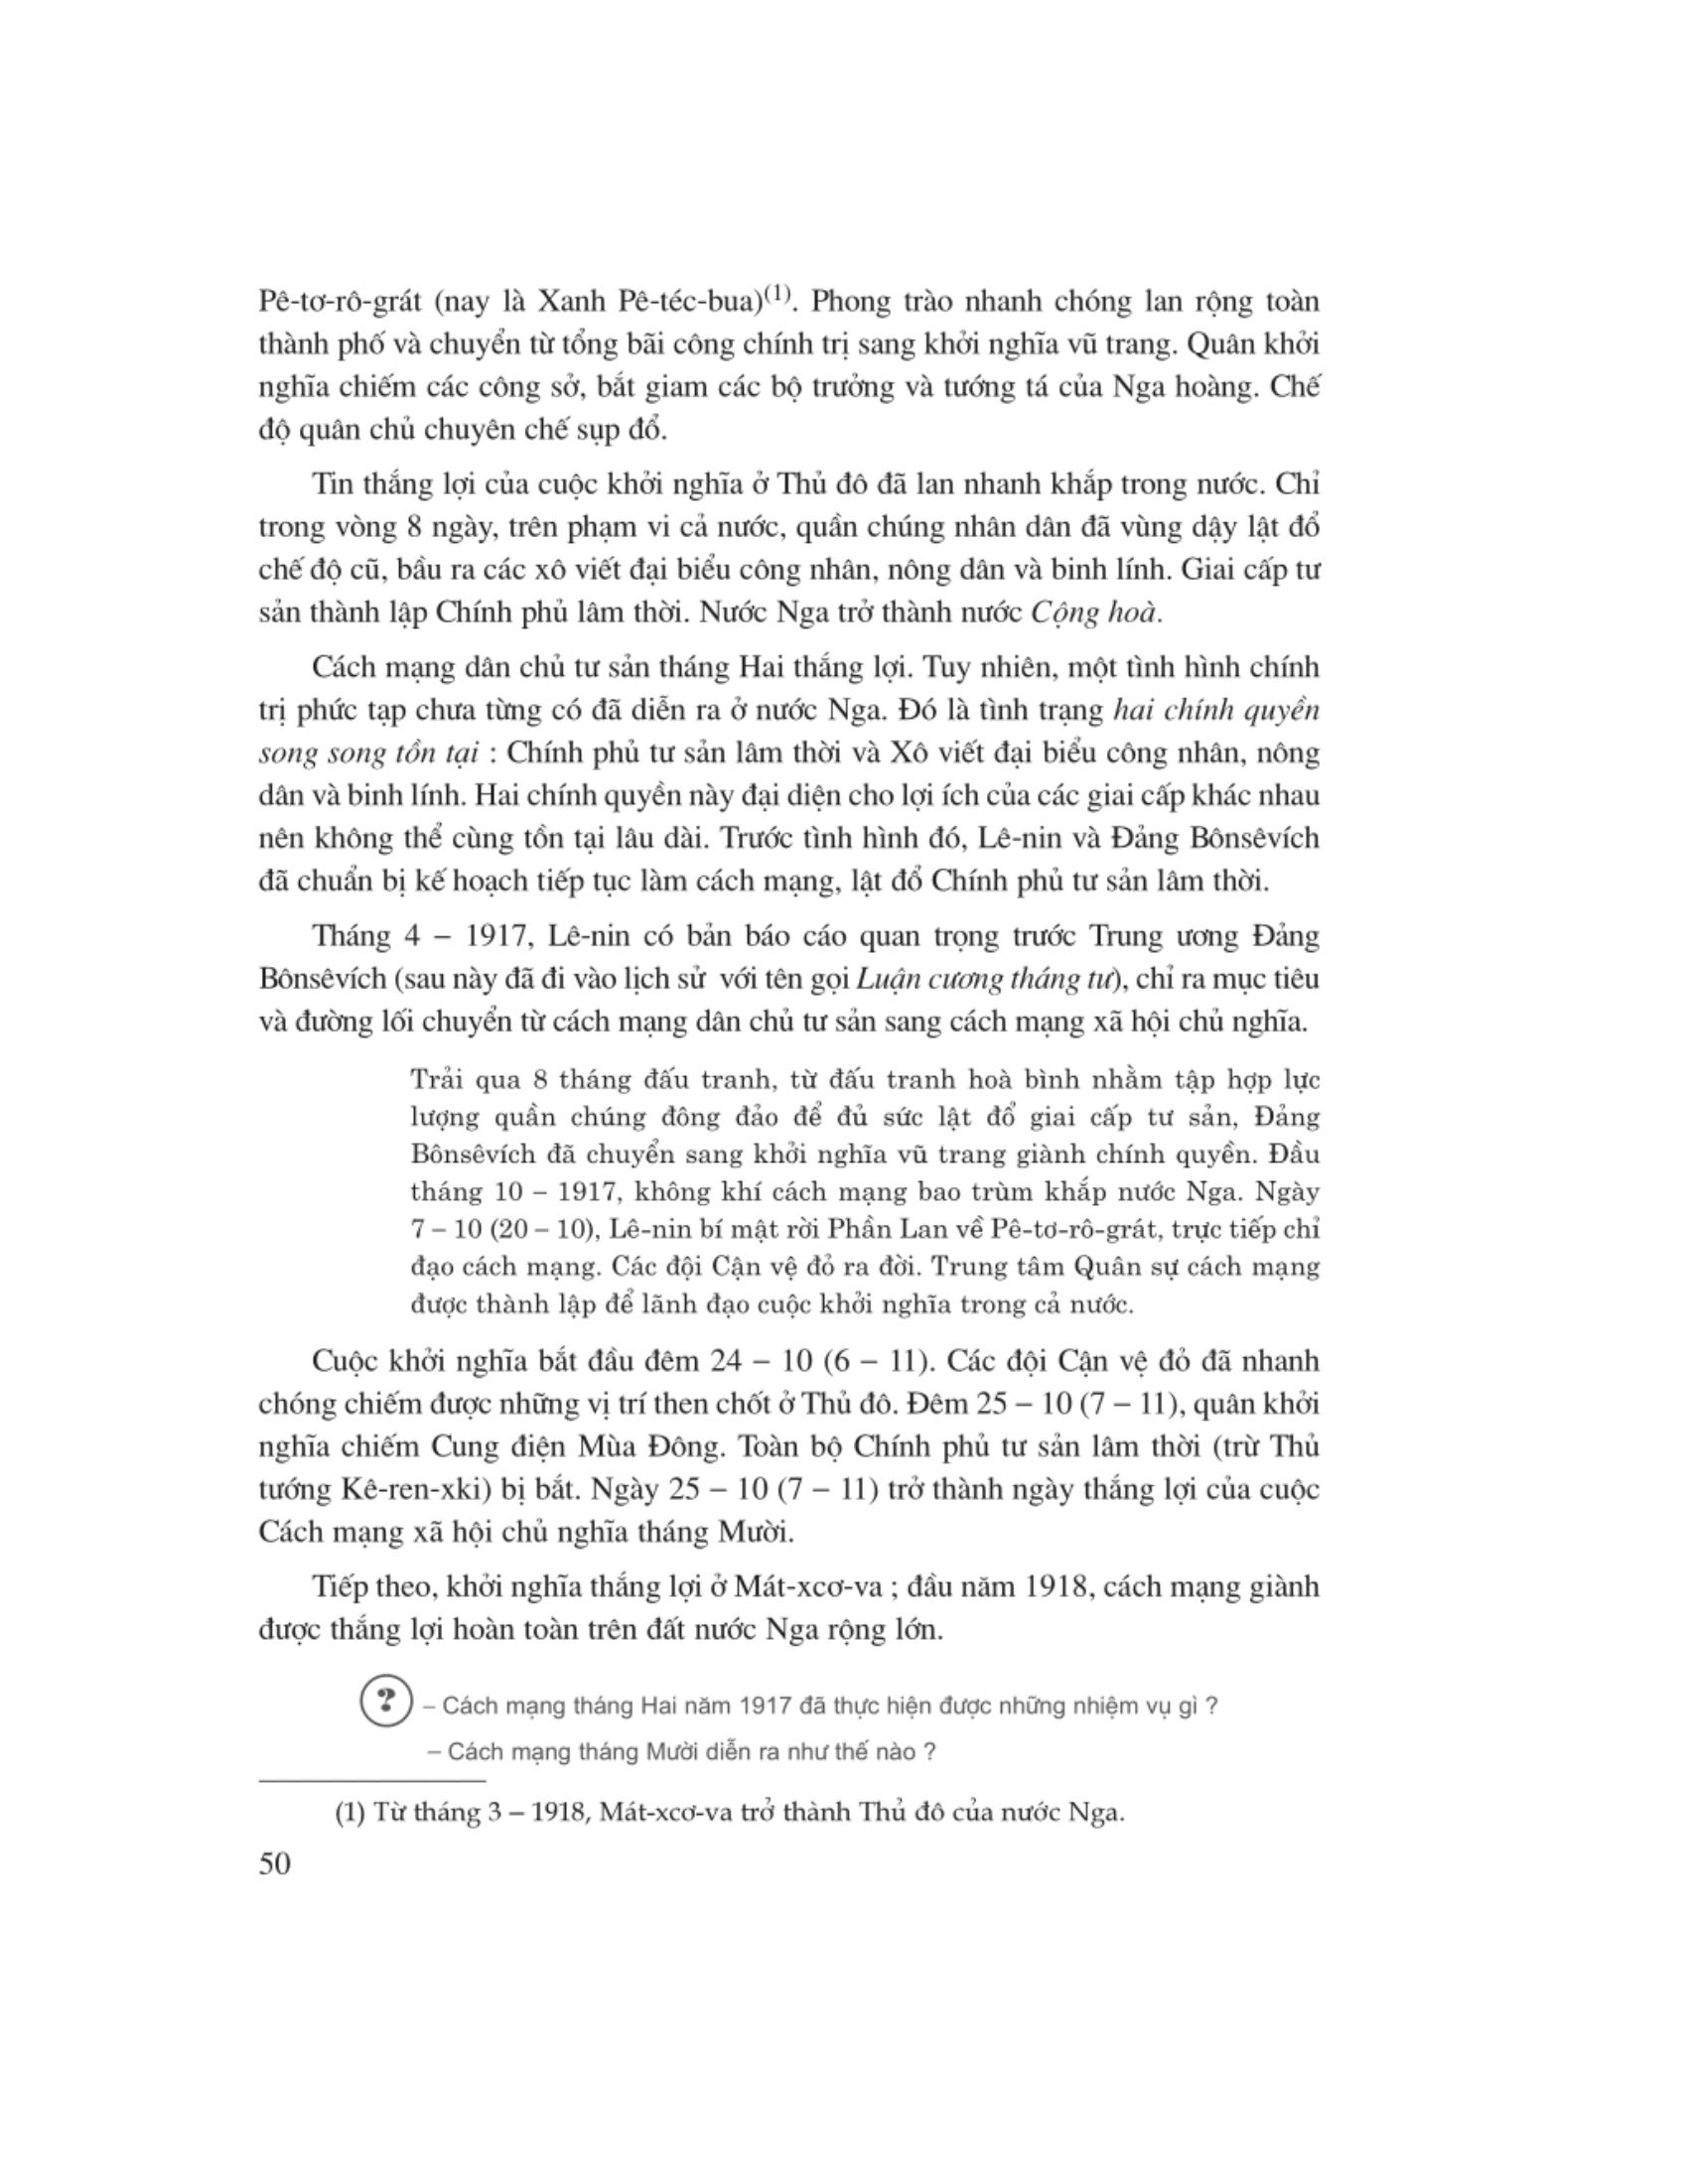 Pê-tơ-rô-grát (nay là Xanh Pê-téc-bua)(1). Phong trào nhanh chóng lan rộng toàn
thành phố và chuyển từ tổng bãi công chính trị sang khởi nghĩa vũ trang. Quân khởi
nghĩa chiếm các công sở, bắt giam các bộ trưởng và tướng tá của Nga hoàng. Chế
độ quân chủ chuyên chế sụp đổ.
Tin thắng lợi của cuộc khởi nghĩa ở Thủ đô đã lan nhanh khắp trong nước. Chỉ
trong vòng 8 ngày, trên phạm vi cả nước, quần chúng nhân dân đã vùng dậy lật đổ
chế độ cũ, bầu ra các xô viết đại biểu công nhân, nông dân và binh lính. Giai cấp tư
sản thành lập Chính phủ lâm thời. Nước Nga trở thành nước Cộng hoà.
Cách mạng dân chủ tư sản tháng Hai thắng lợi. Tuy nhiên, một tình hình chính
trị phức tạp chưa từng có đã diễn ra ở nước Nga. Đó là tình trạng hai chính quyền
song song tồn tại : Chính phủ tư sản lâm thời và Xô viết đại biểu công nhân, nông
dân và binh lính. Hai chính quyền này đại diện cho lợi ích của các giai cấp khác nhau
nên không thể cùng tồn tại lâu dài. Trước tình hình đó, Lê-nin và Đảng Bônsêvích
đã chuẩn bị kế hoạch tiếp tục làm cách mạng, lật đổ Chính phủ tư sản lâm thời.
Tháng 4 – 1917, Lê-nin có bản báo cáo quan trọng trước Trung ương Đảng
Bônsêvích (sau này đã đi vào lịch sử với tên gọi Luận cương tháng tư), chỉ ra mục tiêu
và đường lối chuyển từ cách mạng dân chủ tư sản sang cách mạng xã hội chủ nghĩa.
Trải qua 8 tháng đấu tranh, từ đấu tranh hoà bình nhằm tập hợp lực
lượng quần chúng đông đảo để đủ sức lật đổ giai cấp tư sản, Đảng
Bônsêvích đã chuyển sang khởi nghĩa vũ trang giành chính quyền. Đầu
tháng 10 – 1917, không khí cách mạng bao trùm khắp nước Nga. Ngày
7 – 10 (20 – 10), Lê-nin bí mật rời Phần Lan về Pê-tơ-rô-grát, trực tiếp chỉ
đạo cách mạng. Các đội Cận vệ đỏ ra đời. Trung tâm Quân sự cách mạng
được thành lập để lãnh đạo cuộc khởi nghĩa trong cả nước.
Cuộc khởi nghĩa bắt đầu đêm 24 – 10 (6 – 11). Các đội Cận vệ đỏ đã nhanh
chóng chiếm được những vị trí then chốt ở Thủ đô. Đêm 25 – 10 (7 – 11), quân khởi
nghĩa chiếm Cung điện Mùa Đông. Toàn bộ Chính phủ tư sản lâm thời (trừ Thủ
tướng Kê-ren-xki) bị bắt. Ngày 25 – 10 (7 – 11) trở thành ngày thắng lợi của cuộc
Cách mạng xã hội chủ nghĩa tháng Mười.
Tiếp theo, khởi nghĩa thắng lợi ở Mát-xcơ-va ; đầu năm 1918, cách mạng giành
được thắng lợi hoàn toàn trên đất nước Nga rộng lớn.
? – Cách mạng tháng Hai năm 1917 đã thực hiện được những nhiệm vụ gì ?
– Cách mạng tháng Mười diễn ra như thế nào ?
(1) Từ tháng 3 – 1918, Mát-xcơ-va trở thành Thủ đô của nước Nga.
50